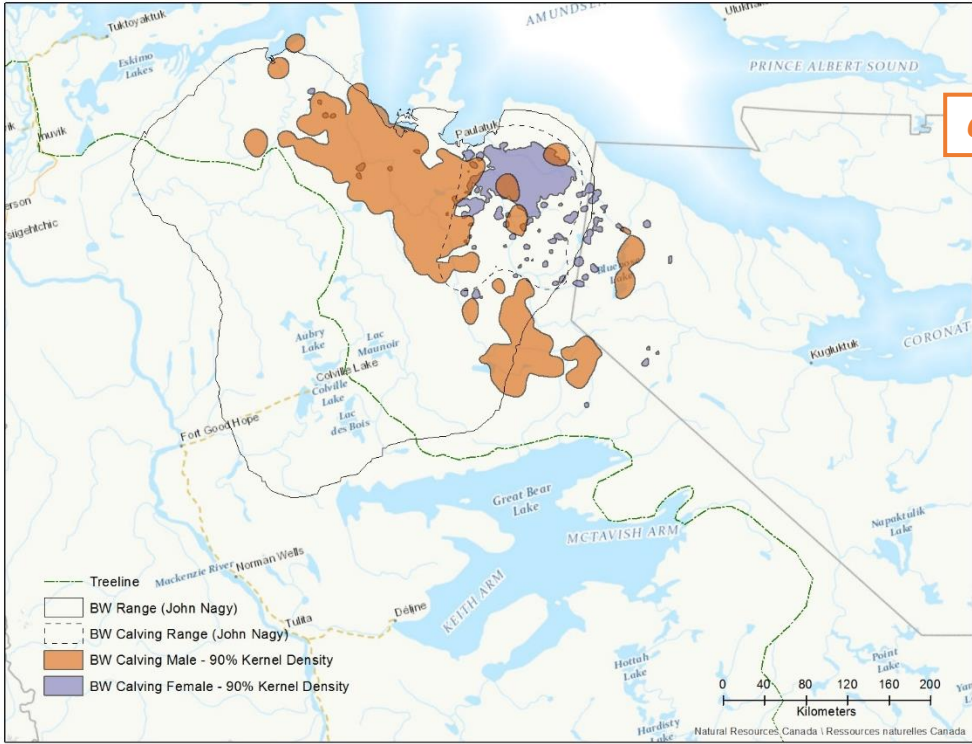 Tuktoyaktuk
AMUNDSEN
Eskimo
Lakes
PRINCE ALBERT SOUND
Inuvik
Paulatuk
Bluenose
Lake
CORONAT
Kugluktuk
Aubry
Lake
Lac
Maunoir
Colville Lake
Colville
Lake
Lac
des Bois
Fort Good Hope
Great Bear
Lake
MCTAVISH ARM
Napaktulik
Lake
Mackenzie River
Norman Wells
KEITH ARM
Déline
Tulita
Hottah
Lake
Point
Lake
Hardisty
Lake
Treeline
BW Range (John Nagy)
BW Calving Range (John Nagy)
BW Calving Male - 90% Kernel Density
BW Calving Female - 90% Kernel Density
0 40 80 120 160 200
Kilometers
Natural Resources Canada \ Ressources naturelles Canada